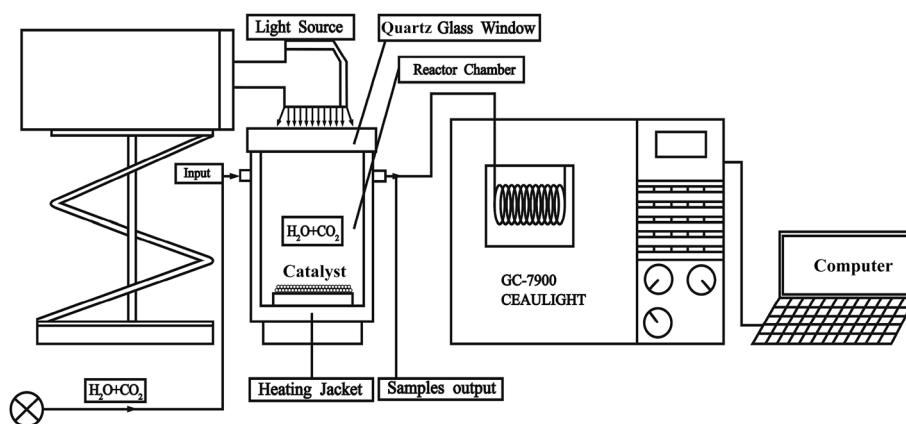 Light Source
Quartz Glass Window
Reactor Chamber
Input
H₂O+CO₂
Catalyst
GC-7900
CEAULIGHT
Computer
H₂O+CO₂
Heating Jacket
Samples output